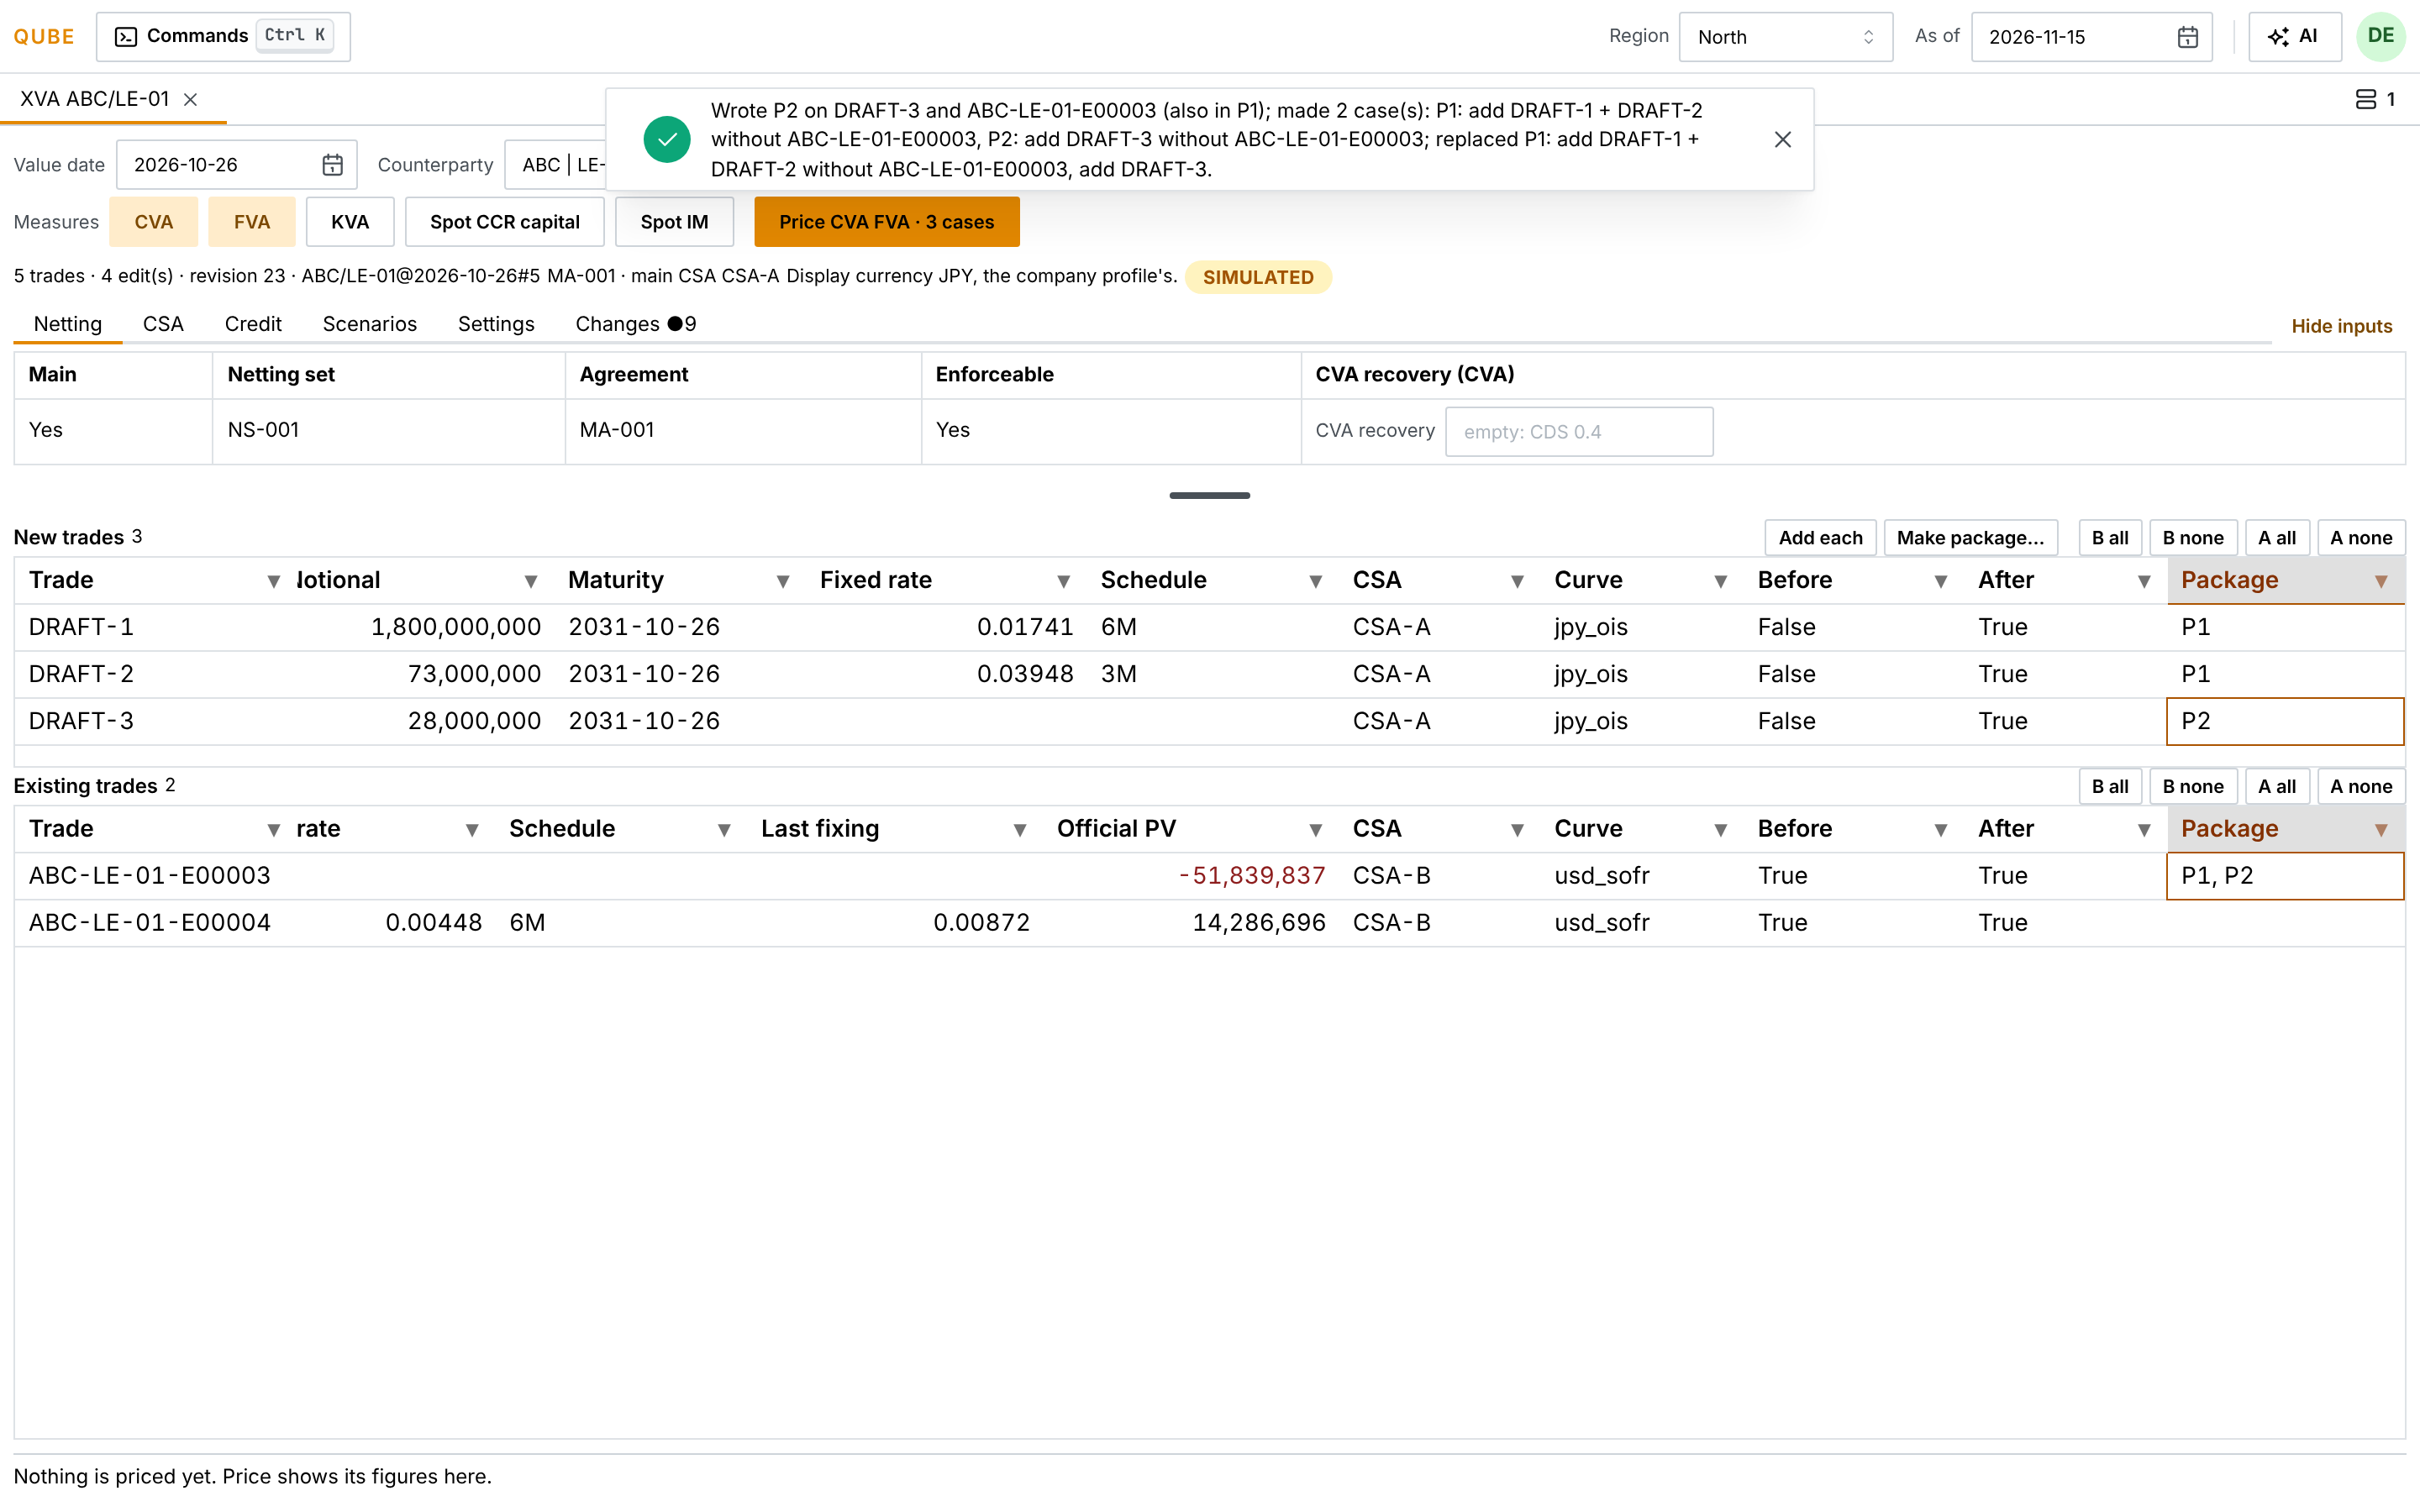 QUBE
Commands Ctrl K
Region North As of 2026-11-15 AI DE
XVA ABC/LE-01
1
Wrote P2 on DRAFT-3 and ABC-LE-01-E00003 (also in P1); made 2 case(s): P1: add DRAFT-1 + DRAFT-2
without ABC-LE-01-E00003, P2: add DRAFT-3 without ABC-LE-01-E00003; replaced P1: add DRAFT-1 +
DRAFT-2 without ABC-LE-01-E00003, add DRAFT-3.
Value date 2026-10-26 Counterparty ABC | LE-
Measures CVA FVA KVA Spot CCR capital Spot IM Price CVA FVA · 3 cases
5 trades · 4 edit(s) · revision 23 · ABC/LE-01@2026-10-26#5 MA-001 · main CSA CSA-A Display currency JPY, the company profile's. SIMULATED
Netting CSA Credit Scenarios Settings Changes ●9 Hide inputs
Main Netting set Agreement Enforceable CVA recovery (CVA)
Yes NS-001 MA-001 Yes CVA recovery empty: CDS 0.4
New trades 3 Add each Make package... B all B none A all A none
Trade lotional Maturity Fixed rate Schedule CSA Curve Before After Package
DRAFT-1 1,800,000,000 2031-10-26 0.01741 6M CSA-A jpy_ois False True P1
DRAFT-2 73,000,000 2031-10-26 0.03948 3M CSA-A jpy_ois False True P1
DRAFT-3 28,000,000 2031-10-26 CSA-A jpy_ois False True P2
Existing trades 2 B all B none A all A none
Trade rate Schedule Last fixing Official PV CSA Curve Before After Package
ABC-LE-01-E00003 -51,839,837 CSA-B usd_sofr True True P1, P2
ABC-LE-01-E00004 0.00448 6M 0.00872 14,286,696 CSA-B usd_sofr True True
Nothing is priced yet. Price shows its figures here.